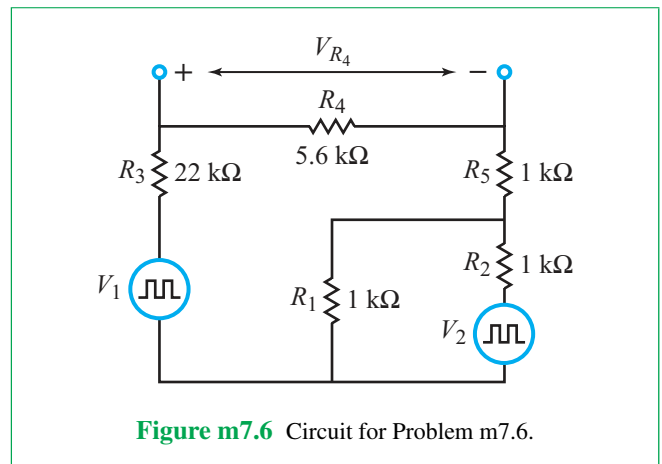 V_{R_4}
+ −
R_4
5.6 kΩ
R_3 22 kΩ
R_5 1 kΩ
R_2 1 kΩ
V_1
R_1 1 kΩ
V_2
Figure m7.6 Circuit for Problem m7.6.